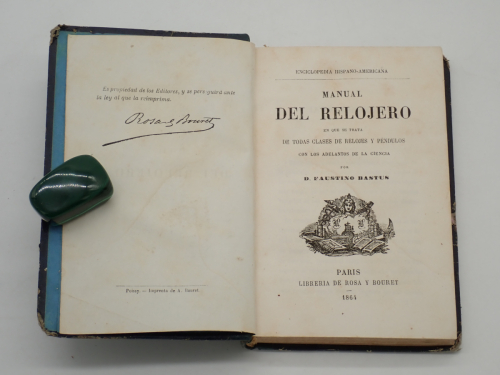 Es propiedad de los Editores, y se pera guirá ante
la ley al que la reimprima.
Rosa y Bouret
Poissy — Imprenta de A. Bouret.
ENCICLOPEDIA HISPANO-AMERICANA
MANUAL
DEL RELOJERO
EN QUE SE TRATA
DE TODAS CLASES DE RELOJES Y PENDULOS
CON LOS ADELANTOS DE LA CIENCIA
POR
D. FAUSTINO BASTUS
PARIS
LIBRERIA DE ROSA Y BOURET
1864